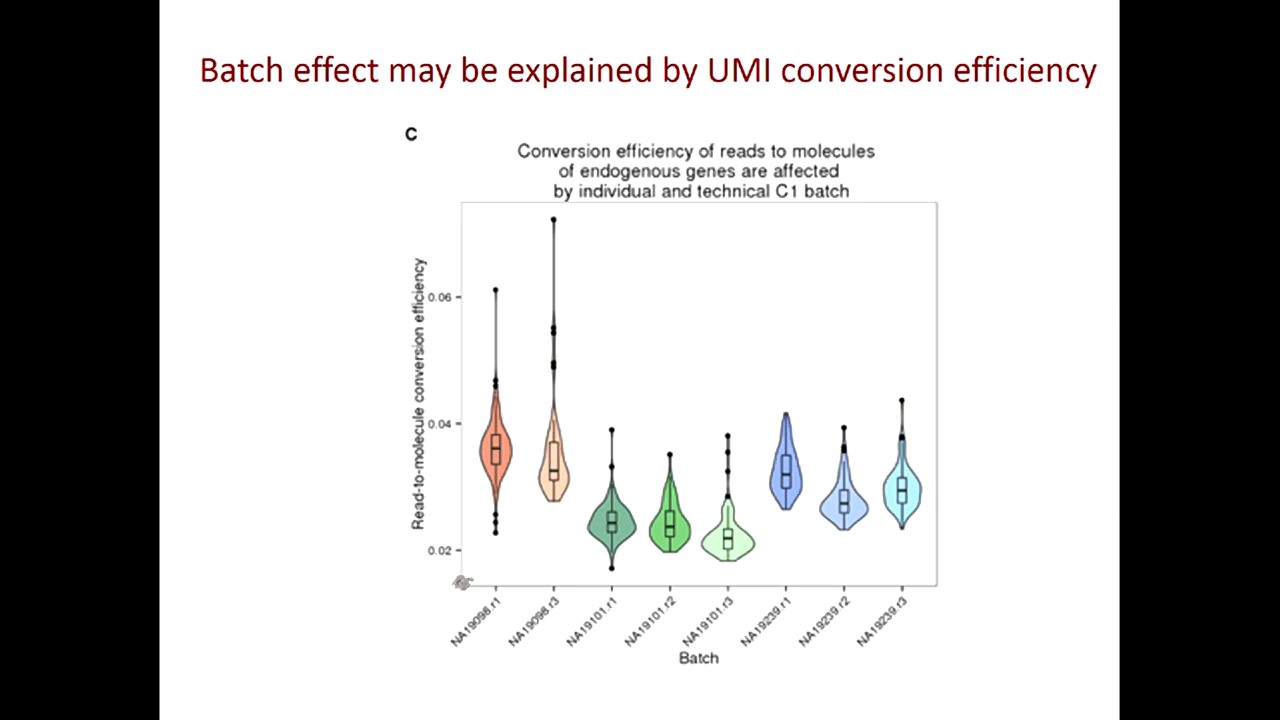 Batch effect may be explained by UMI conversion efficiency
C
Conversion efficiency of reads to molecules
of endogenous genes are affected
by individual and technical C1 batch
Read-to-molecule conversion efficiency
0.06
0.04
0.02
NA19098.r1
NA19098.r3
NA19101.r1
NA19101.r2
NA19101.r3
NA19239.r1
NA19239.r2
NA19239.r3
Batch